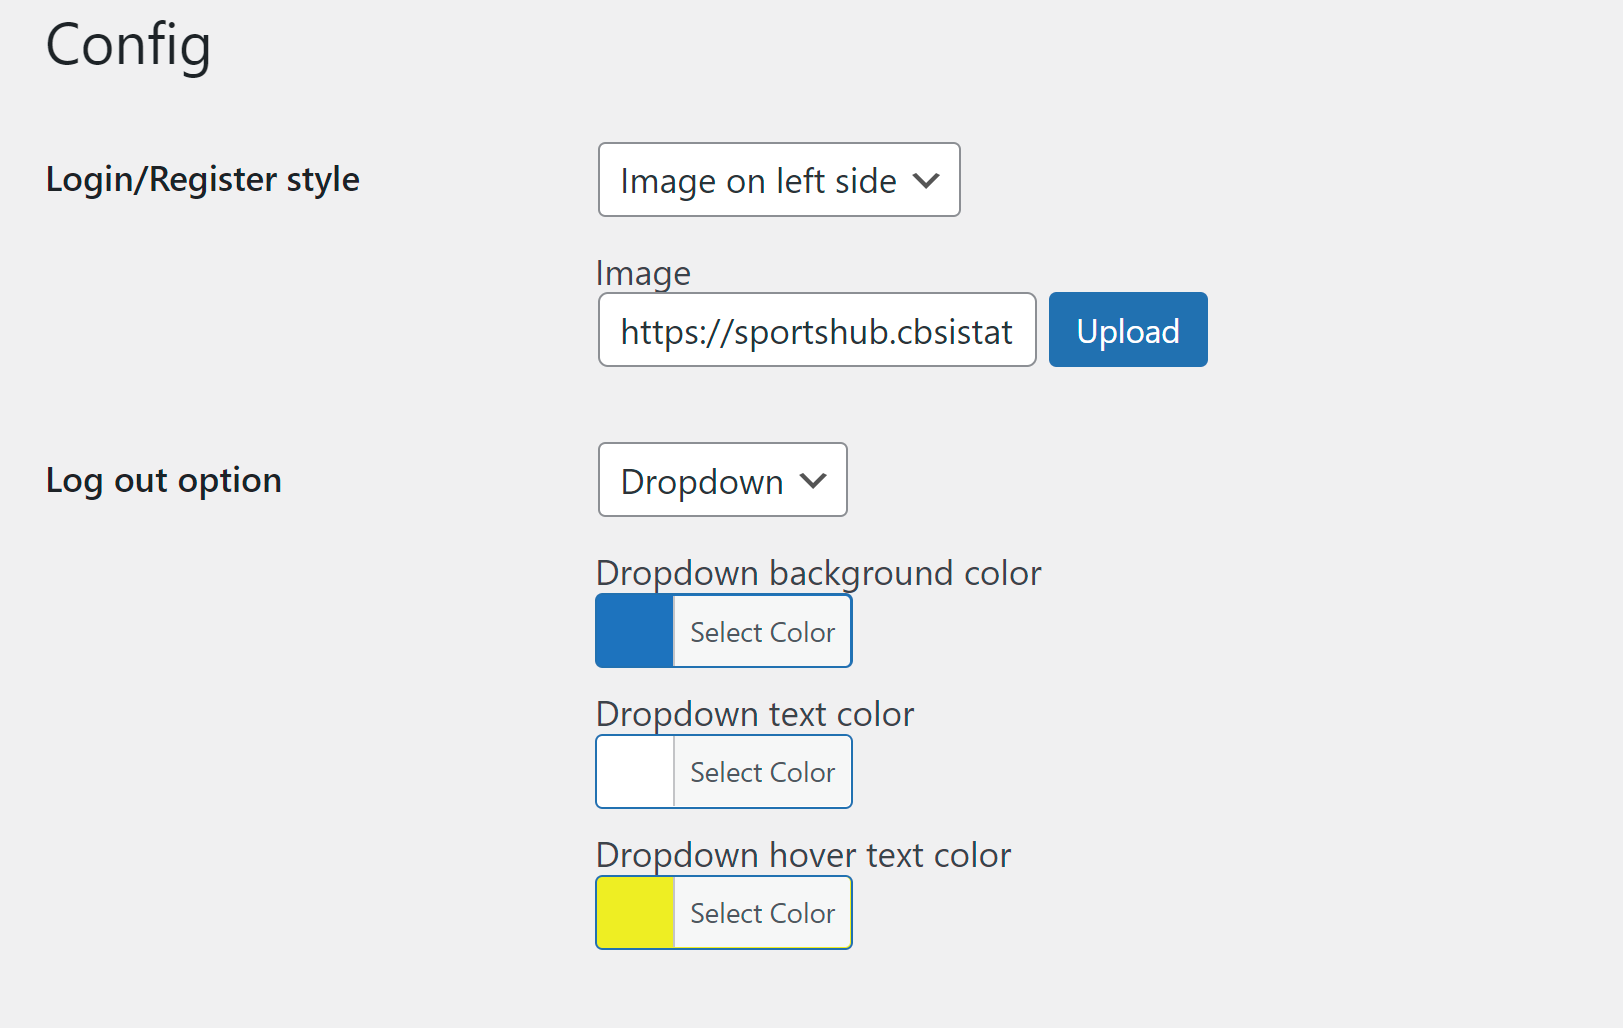 Config
Login/Register style
Image on left side
Image
https://sportshub.cbsistat
Upload
Log out option
Dropdown
Dropdown background color
Select Color
Dropdown text color
Select Color
Dropdown hover text color
Select Color